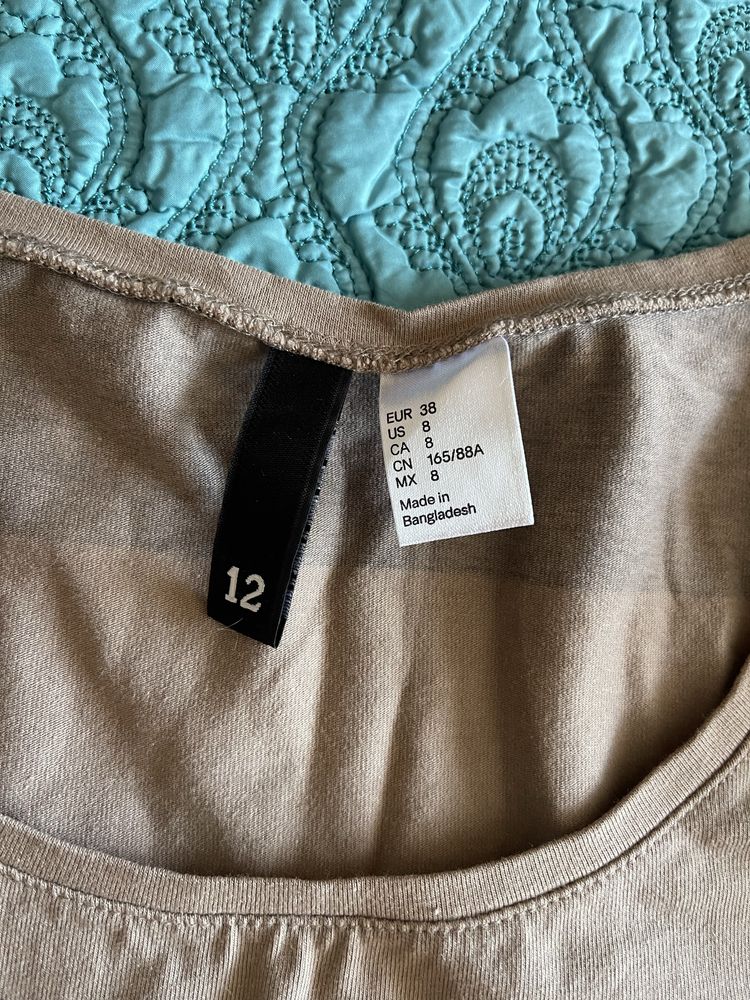 12
EUR 38
US 8
CA 8
CN 165/88A
MX 8
Made in
Bangladesh